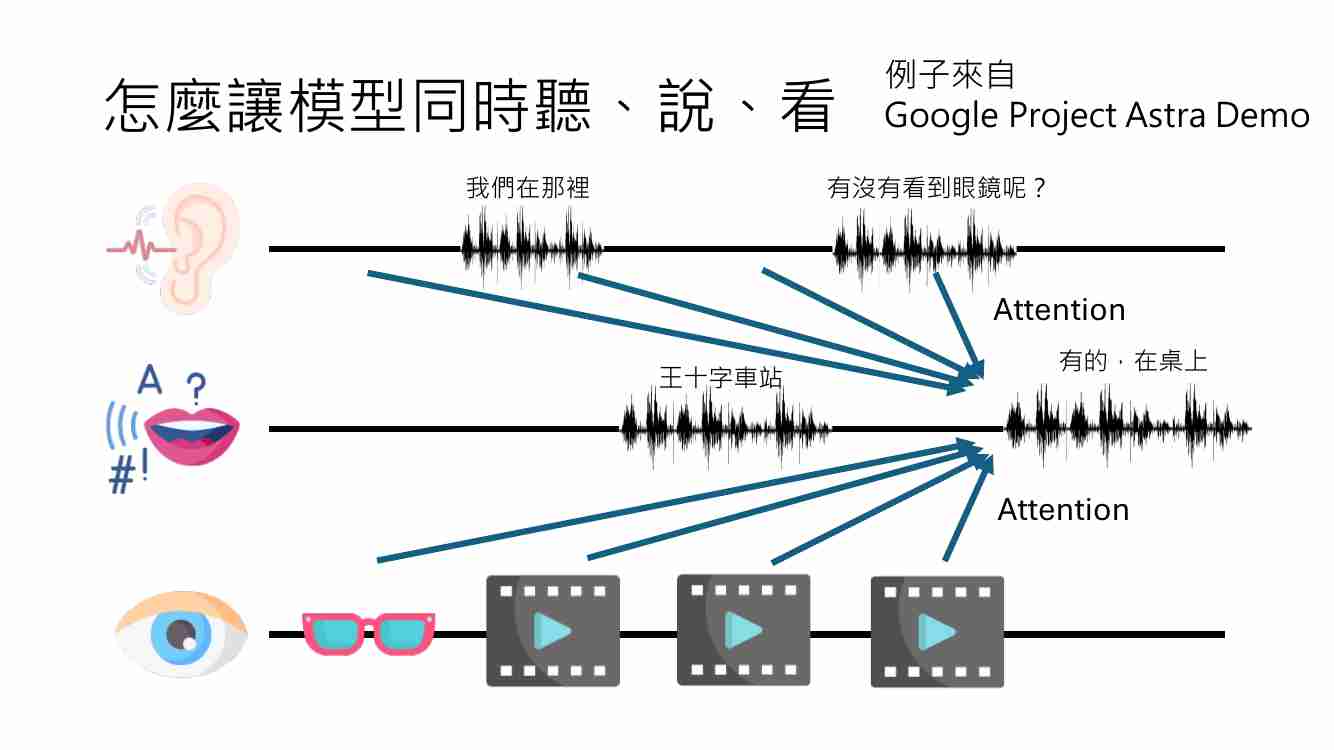 怎麼讓模型同時聽、說、看
例子來自
Google Project Astra Demo
我們在那裡
有沒有看到眼鏡呢？
Attention
有的，在桌上
王十字車站
A ?
#!
Attention